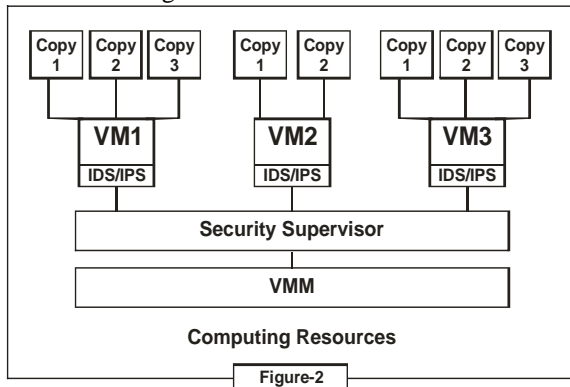 Copy Copy Copy Copy Copy Copy Copy Copy
1 2 3 1 2 1 2 3
VM1 VM2 VM3
IDS/IPS IDS/IPS IDS/IPS
Security Supervisor
VMM
Computing Resources
Figure-2